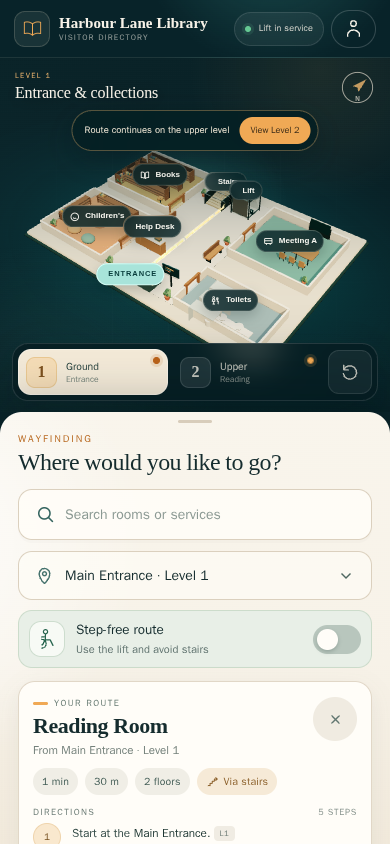 Harbour Lane Library
VISITOR DIRECTORY
Lift in service
LEVEL 1
Entrance & collections
N
Route continues on the upper level
View Level 2
Books
Stairs
Lift
Children's
Help Desk
Meeting A
ENTRANCE
Toilets
1
Ground
Entrance
2
Upper
Reading
WAYFINDING
Where would you like to go?
Search rooms or services
Main Entrance · Level 1
Step-free route
Use the lift and avoid stairs
YOUR ROUTE
Reading Room
From Main Entrance · Level 1
1 min
30 m
2 floors
Via stairs
DIRECTIONS
5 STEPS
1
Start at the Main Entrance. L1